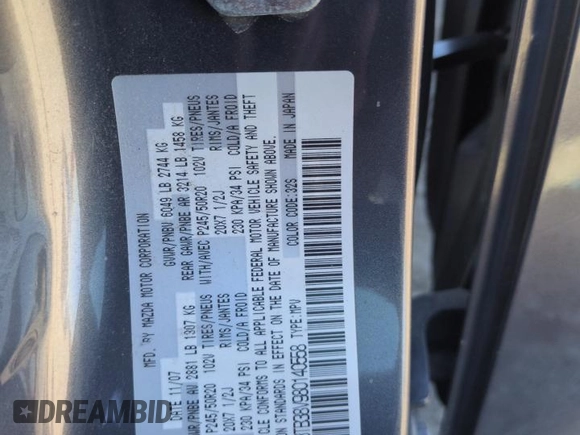 MFD. BY MAZDA MOTOR CORPORATION
DATE 11/07 GVWR/PNBV 6049 LB 2744 KG
GAWR/PNBE AV 2881 LB 1307 KG REAR GAWR/PNBE AR 3214 LB 1458 KG
P245/50R20 102V TIRES/PNEUS WITH/AVEC P245/50R20 102V TIRES/PNEUS
20X7 1/2J RIMS/JANTES 20X7 1/2J RIMS/JANTES
230 KPA/34 PSI COLD/A FROID 230 KPA/34 PSI COLD/A FROID
CONFORMS TO ALL APPLICABLE FEDERAL MOTOR VEHICLE SAFETY AND THEFT
STANDARDS IN EFFECT ON THE DATE OF MANUFACTURE SHOWN ABOVE.
TYPE:MPV COLOR CODE:32S MADE IN JAPAN
AUTOBIDMASTER